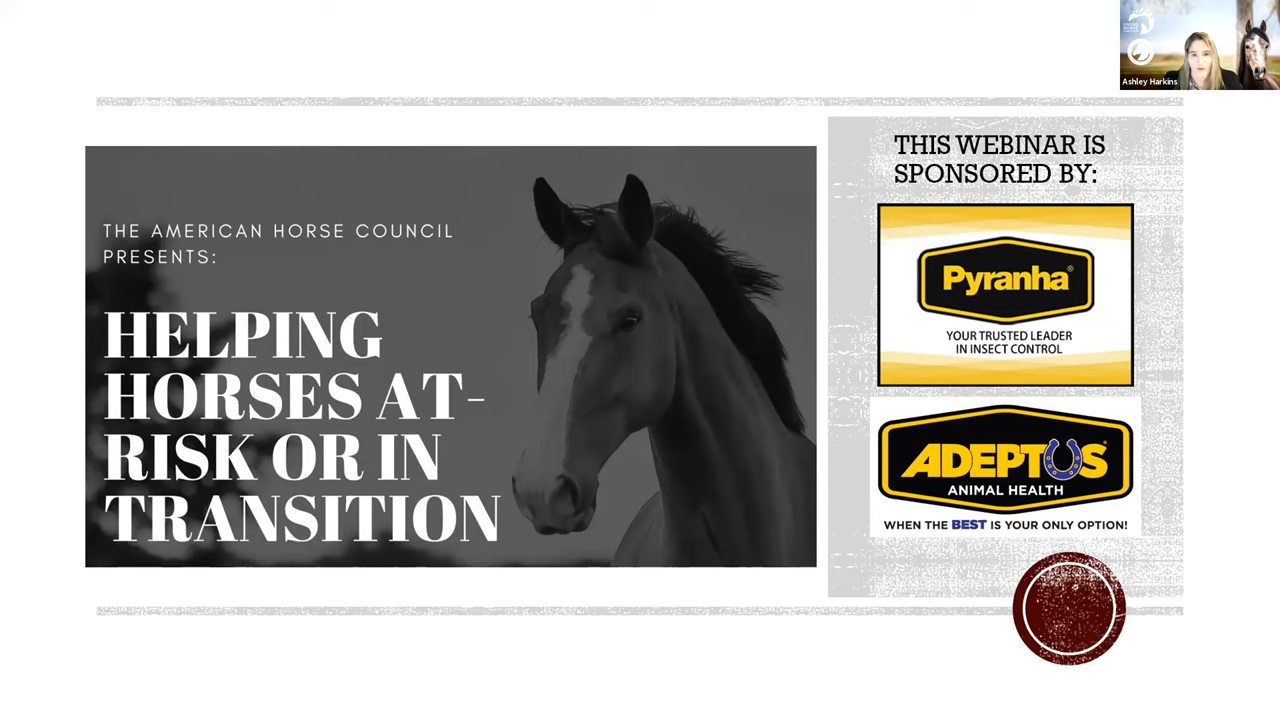 Ashley Harkins
THE AMERICAN HORSE COUNCIL
PRESENTS:
HELPING
HORSES AT-
RISK OR IN
TRANSITION
THIS WEBINAR IS
SPONSORED BY:
Pyranha®
YOUR TRUSTED LEADER
IN INSECT CONTROL
ADEPTUS®
ANIMAL HEALTH
WHEN THE BEST IS YOUR ONLY OPTION!